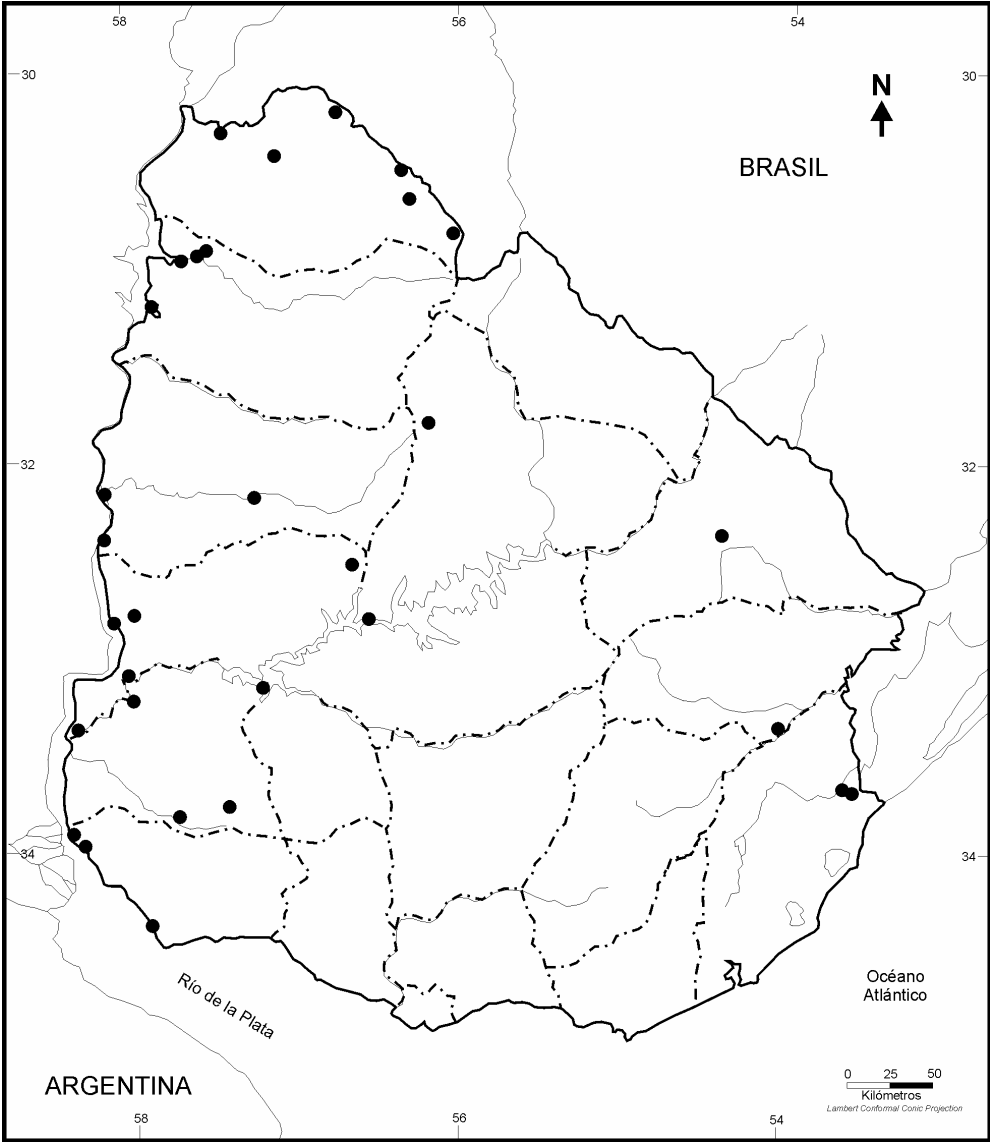 58
56
54
30
30
N
BRASIL
32
32
34
34
Océano
Atlántico
Río de la Plata
ARGENTINA
0 25 50
Kilómetros
Lambert Conformal Conic Projection
58
56
54